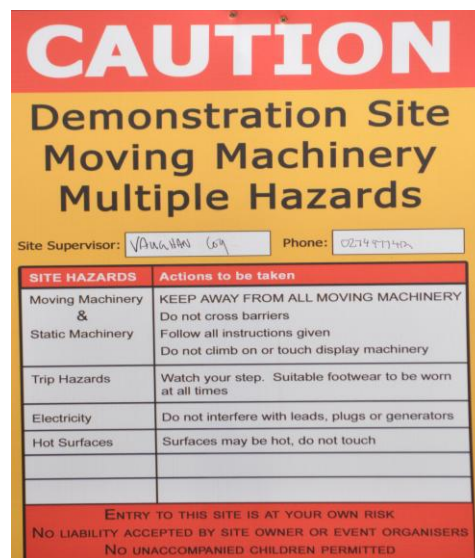 CAUTION
Demonstration Site
Moving Machinery
Multiple Hazards
Site Supervisor: VAUGHAN
Phone:
SITE HAZARDS Actions to be taken
Moving Machinery KEEP AWAY FROM ALL MOVING MACHINERY
& Do not cross barriers
Static Machinery Follow all instructions given
Do not climb on or touch display machinery
Trip Hazards Watch your step. Suitable footwear to be worn
at all times
Electricity Do not interfere with leads, plugs or generators
Hot Surfaces Surfaces may be hot, do not touch
ENTRY TO THIS SITE IS AT YOUR OWN RISK
NO LIABILITY ACCEPTED BY SITE OWNER OR EVENT ORGANISERS
NO UNACCOMPANIED CHILDREN PERMITTED